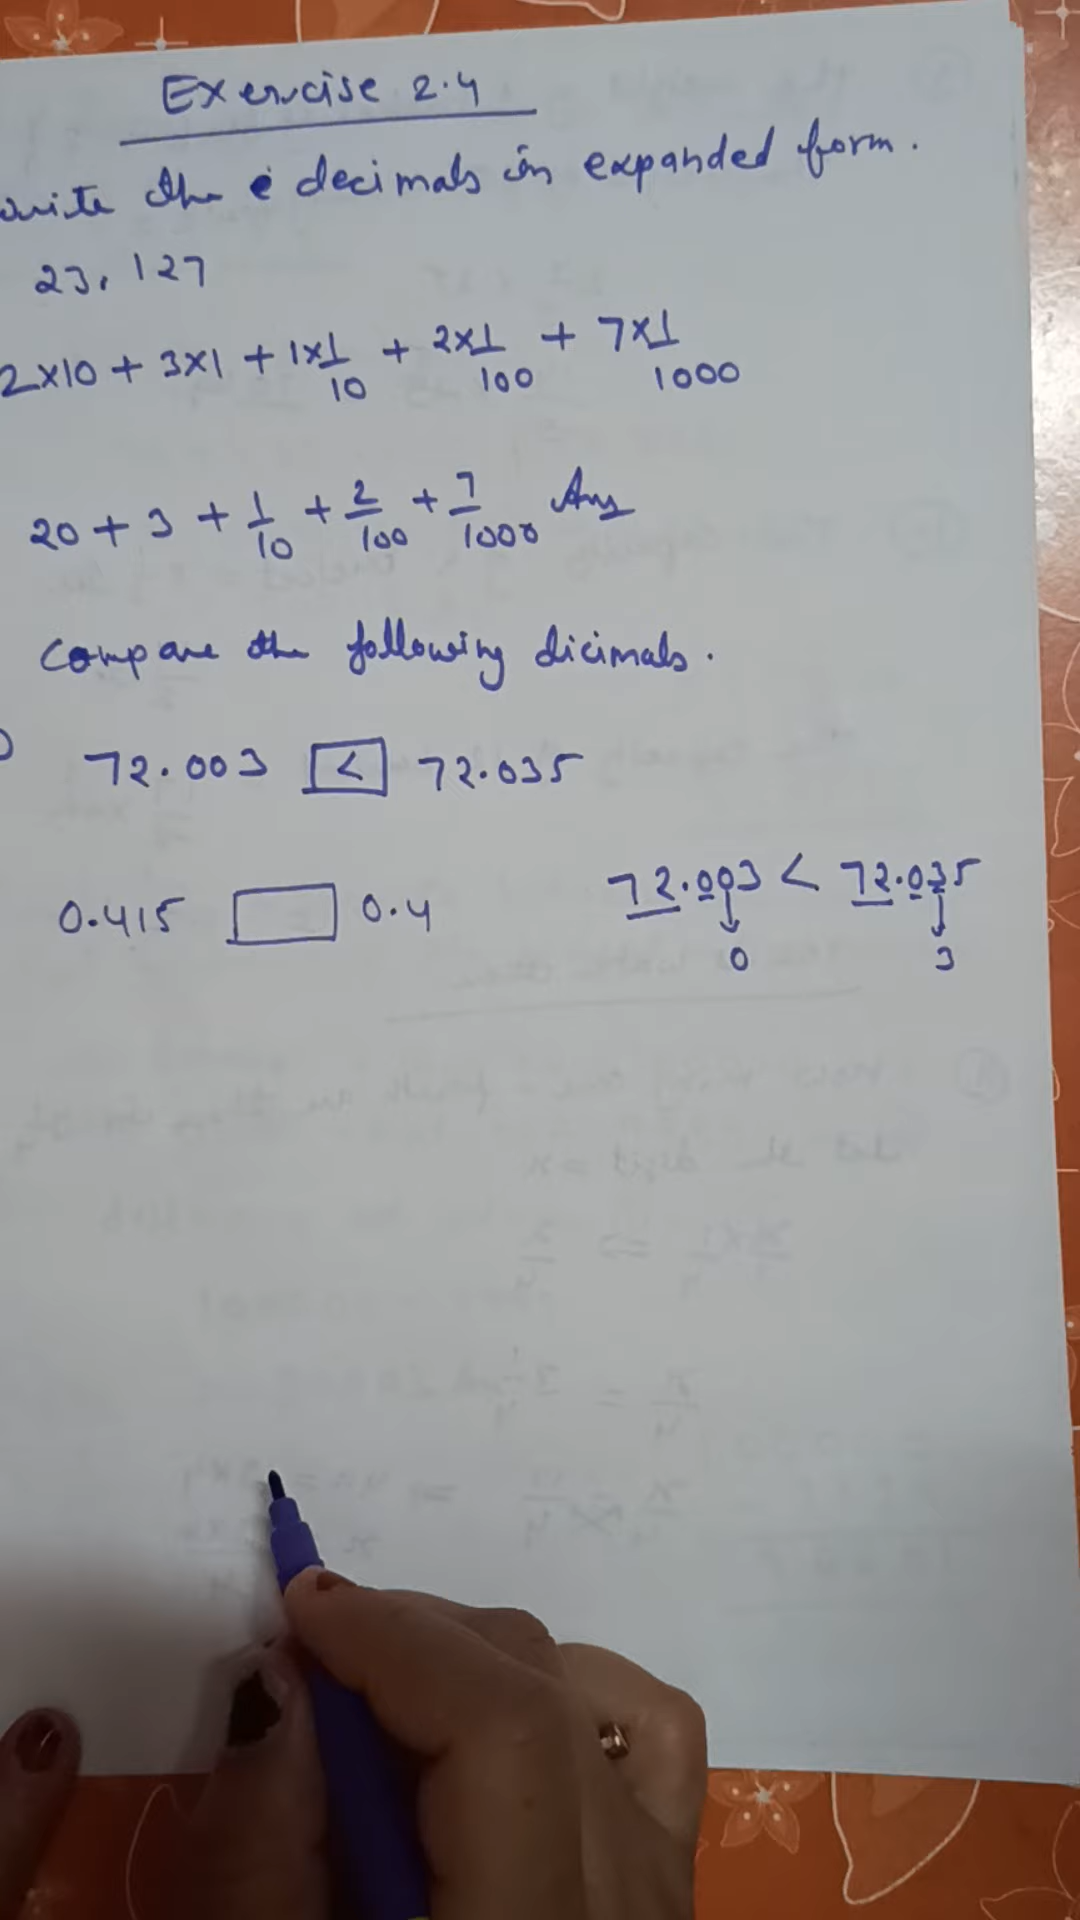 Exercise 2.4
write the decimals in expanded form.
23.127
2×10 + 3×1 + 1×1/10 + 2×1/100 + 7×1/1000
20 + 3 + 1/10 + 2/100 + 7/1000 Ans
Compare the following dicimals.
72.003 < 72.035
0.415 0.4
72.003 < 72.035
0 3